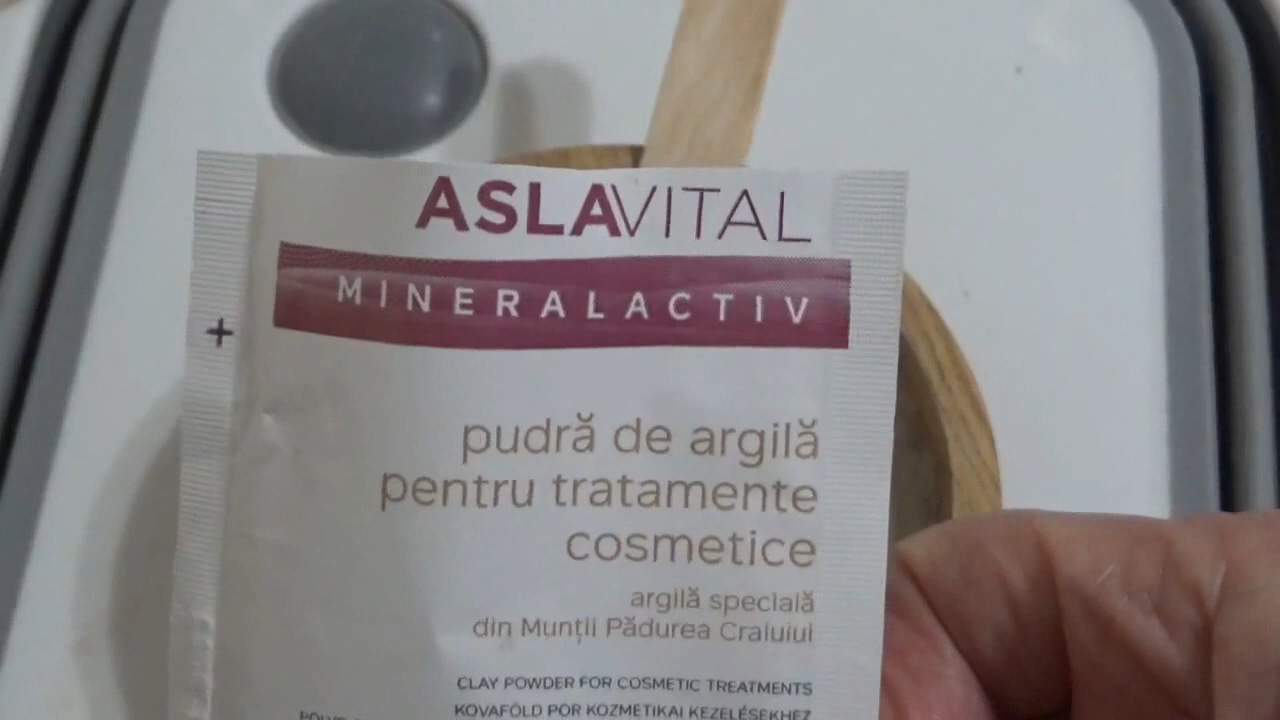 ASLAVITAL
MINERALACTIV
+
pudră de argilă
pentru tratamente
cosmetice
argilă specială
din Munții Pădurea Craiului
CLAY POWDER FOR COSMETIC TREATMENTS
KOVAFÖLD POR KOZMETIKAI KEZELÉSEKHEZ